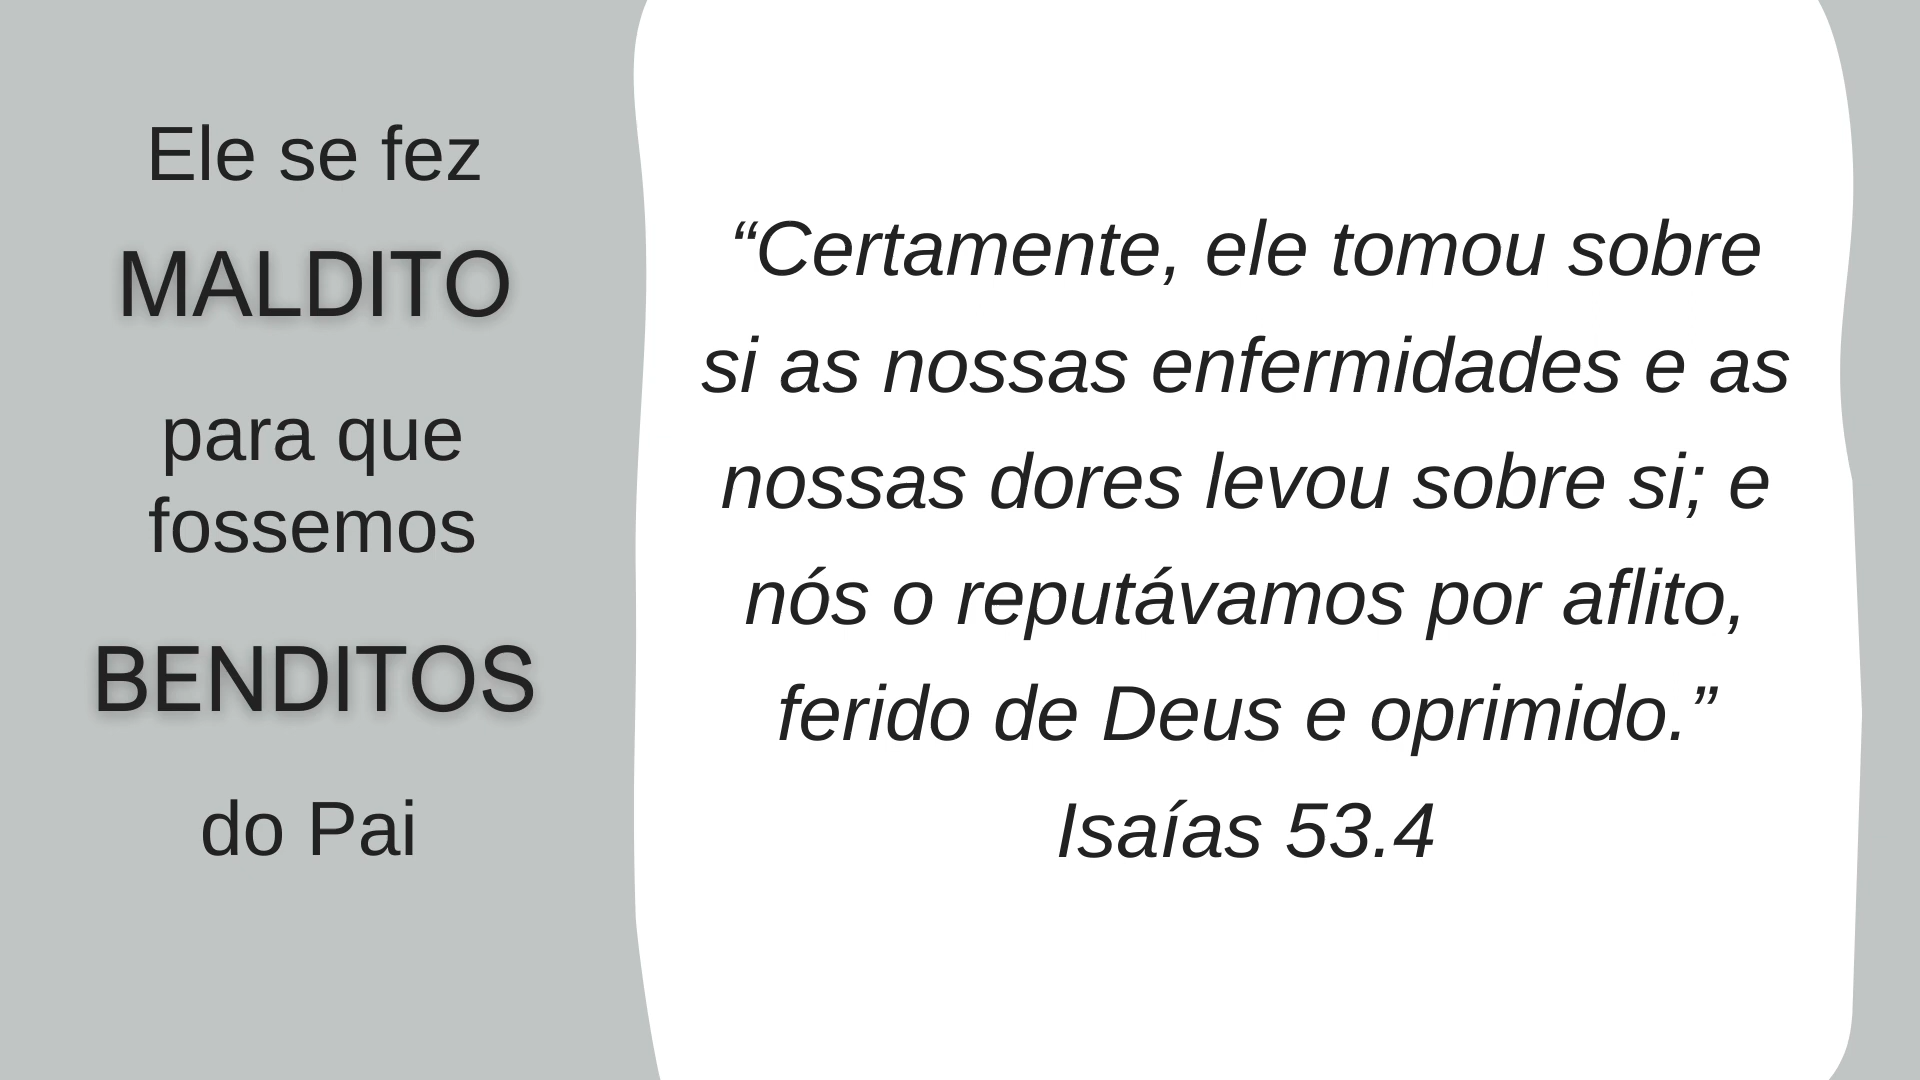 Ele se fez
MALDITO
para que
fossemos
BENDITOS
do Pai
“Certamente, ele tomou sobre
si as nossas enfermidades e as
nossas dores levou sobre si; e
nós o reputávamos por aflito,
ferido de Deus e oprimido.”
Isaías 53.4